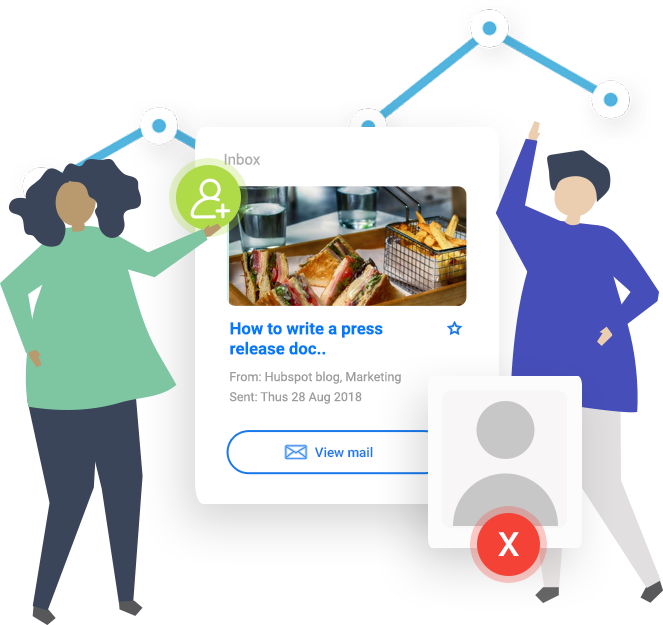 Inbox
How to write a press
release doc..
From: Hubspot blog, Marketing
Sent: Thus 28 Aug 2018
View mail
X